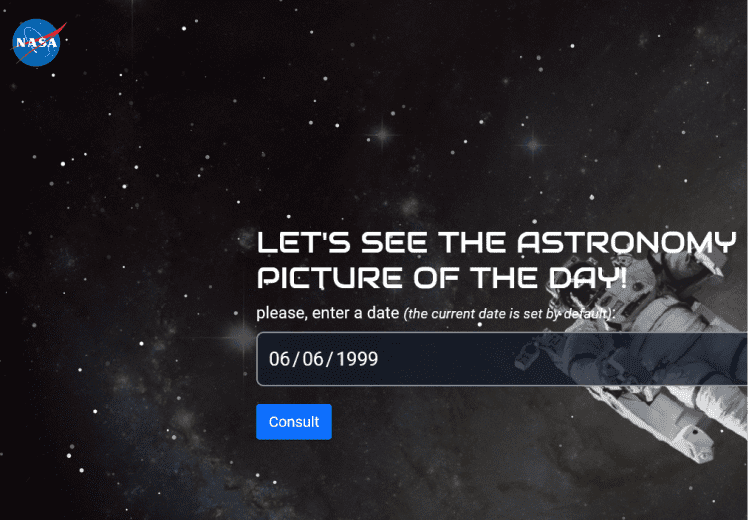 NASA
LET'S SEE THE ASTRONOMY
PICTURE OF THE DAY!
please, enter a date (the current date is set by default):
06/06/1999
Consult